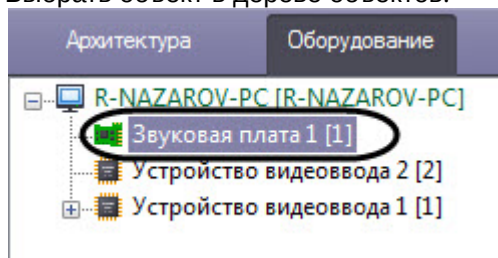 Выбрать объект в дереве объектов.
Архитектура Оборудование
R-NAZAROV-PC [R-NAZAROV-PC]
Звуковая плата 1 [1]
Устройство видеоввода 2 [2]
Устройство видеоввода 1 [1]